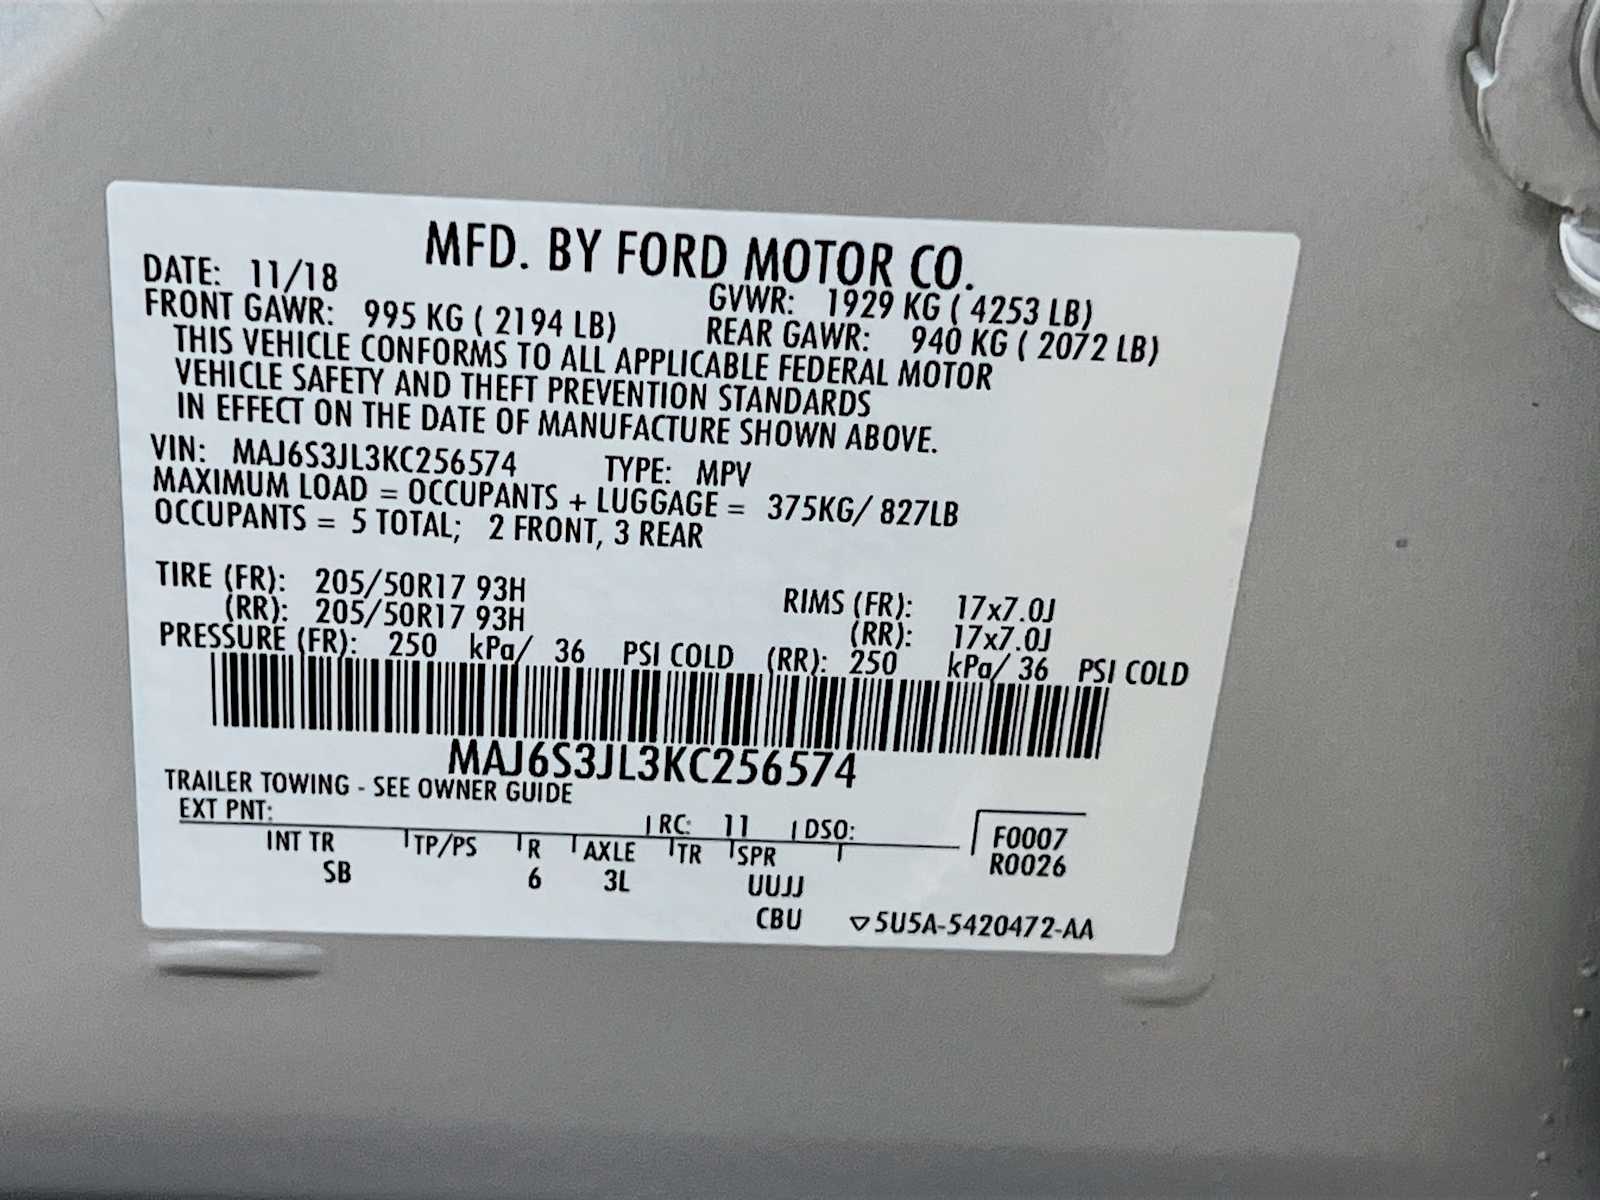 MFD. BY FORD MOTOR CO.
DATE: 11/18 GVWR: 1929 KG ( 4253 LB)
FRONT GAWR: 995 KG ( 2194 LB) REAR GAWR: 940 KG ( 2072 LB)
THIS VEHICLE CONFORMS TO ALL APPLICABLE FEDERAL MOTOR
VEHICLE SAFETY AND THEFT PREVENTION STANDARDS
IN EFFECT ON THE DATE OF MANUFACTURE SHOWN ABOVE.
VIN: MAJ6S3JL3KC256574 TYPE: MPV
MAXIMUM LOAD = OCCUPANTS + LUGGAGE = 375KG/ 827LB
OCCUPANTS = 5 TOTAL; 2 FRONT, 3 REAR
TIRE (FR): 205/50R17 93H RIMS (FR): 17x7.0J
(RR): 205/50R17 93H (RR): 17x7.0J
PRESSURE (FR): 250 kPa/ 36 PSI COLD (RR): 250 kPa/ 36 PSI COLD
MAJ6S3JL3KC256574
TRAILER TOWING - SEE OWNER GUIDE
EXT PNT: RC: 11 DSO: F0007
INT TR TP/PS R AXLE TR SPR R0026
SB 6 3L UUJJ
CBU ▽5U5A-5420472-AA